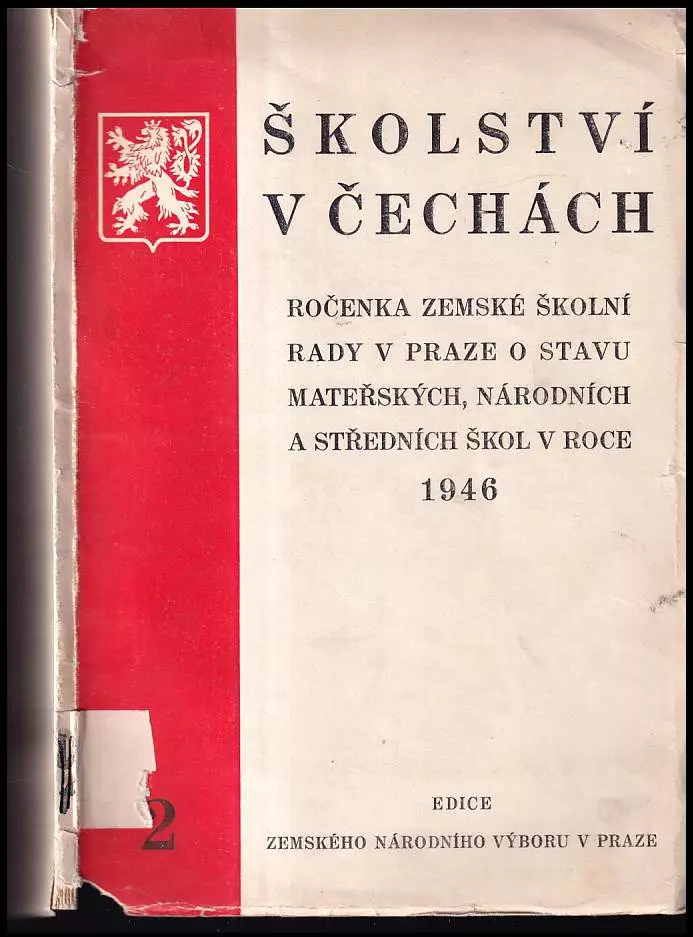 ŠKOLSTVÍ
V ČECHÁCH
ROČENKA ZEMSKÉ ŠKOLNÍ
RADY V PRAZE O STAVU
MATEŘSKÝCH, NÁRODNÍCH
A STŘEDNÍCH ŠKOL V ROCE
1946
2
EDICE
ZEMSKÉHO NÁRODNÍHO VÝBORU V PRAZE